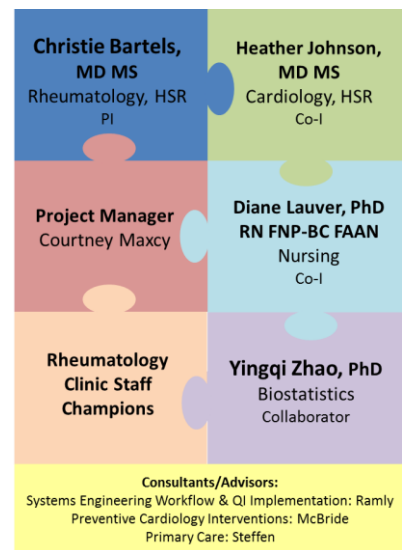 Christie Bartels,
MD MS
Rheumatology, HSR
PI
Heather Johnson,
MD MS
Cardiology, HSR
Co-I
Project Manager
Courtney Maxcy
Diane Lauver, PhD
RN FNP-BC FAAN
Nursing
Co-I
Rheumatology
Clinic Staff
Champions
Yingqi Zhao, PhD
Biostatistics
Collaborator
Consultants/Advisors:
Systems Engineering Workflow & QI Implementation: Ramly
Preventive Cardiology Interventions: McBride
Primary Care: Steffen